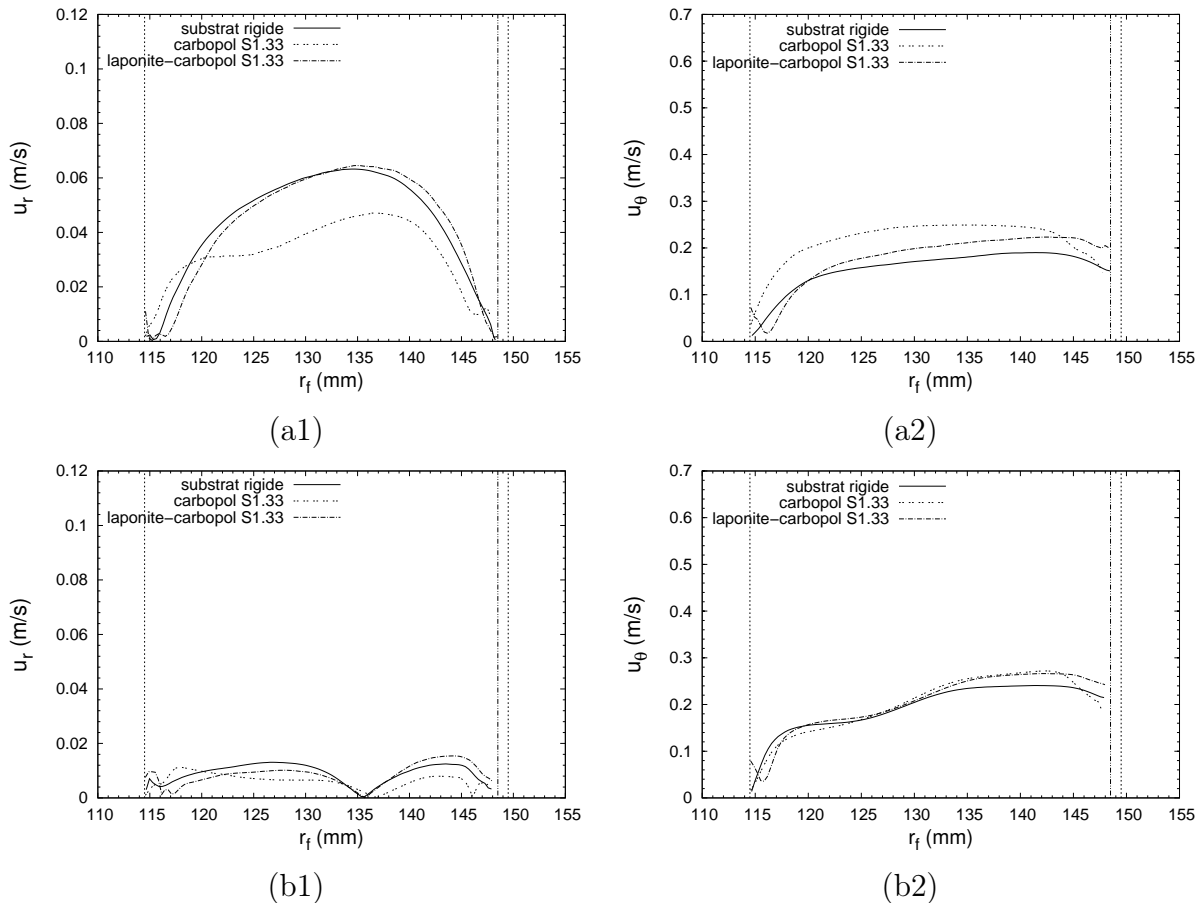 0.12
0.1
0.08
0.06
0.04
0.02
0
u_r (m/s)
substrat rigide
carbopol S1.33
laponite−carbopol S1.33
110 115 120 125 130 135 140 145 150 155
r_f (mm)
(a1)
0.7
0.6
0.5
0.4
0.3
0.2
0.1
0
u_θ (m/s)
substrat rigide
carbopol S1.33
laponite−carbopol S1.33
110 115 120 125 130 135 140 145 150 155
r_f (mm)
(a2)
0.12
0.1
0.08
0.06
0.04
0.02
0
u_r (m/s)
substrat rigide
carbopol S1.33
laponite−carbopol S1.33
110 115 120 125 130 135 140 145 150 155
r_f (mm)
(b1)
0.7
0.6
0.5
0.4
0.3
0.2
0.1
0
u_θ (m/s)
substrat rigide
carbopol S1.33
laponite−carbopol S1.33
110 115 120 125 130 135 140 145 150 155
r_f (mm)
(b2)